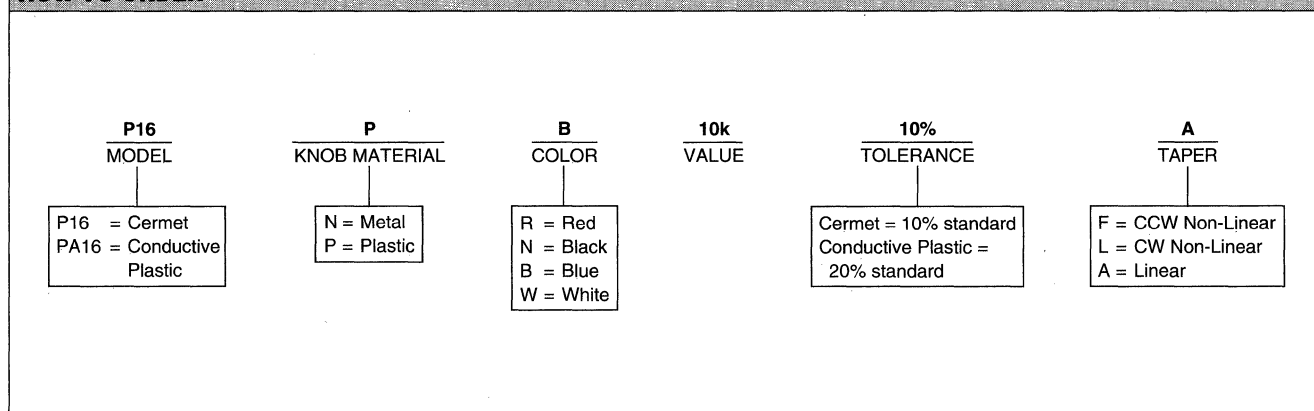 P16 P B 10k 10% A
MODEL KNOB MATERIAL COLOR VALUE TOLERANCE TAPER
P16 = Cermet
PA16 = Conductive
Plastic
N = Metal
P = Plastic
R = Red
N = Black
B = Blue
W = White
Cermet = 10% standard
Conductive Plastic =
20% standard
F = CCW Non-Linear
L = CW Non-Linear
A = Linear